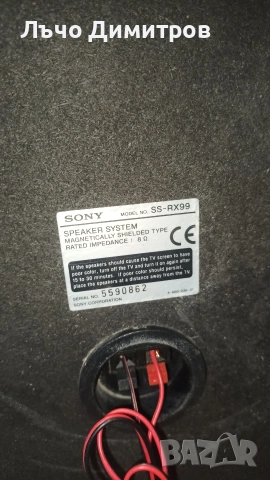 Лъчо Димитров
SONY MODEL NO. SS-RX99
SPEAKER SYSTEM
MAGNETICALLY SHIELDED TYPE
RATED IMPEDANCE : 8 Ω
CE
If the speakers should cause the TV screen to have
poor color, turn off the TV and turn it on again after
15 to 30 minutes. If poor color should persist,
place the speakers at a distance away from the TV.
SERIAL NO. 5590862
SONY CORPORATION
BAZAR